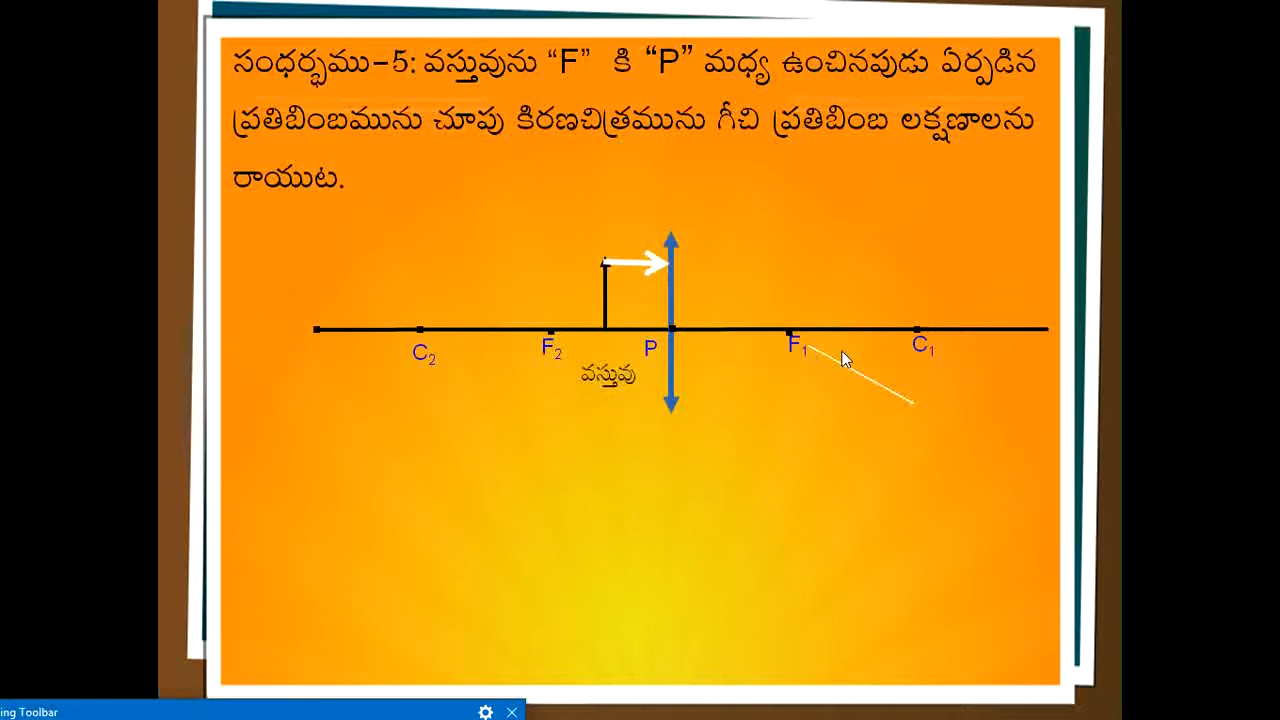 సంధర్భము-5: వస్తువును “F” కి “P” మధ్య ఉంచినపుడు ఏర్పడిన
ప్రతిబింబమును చూపు కిరణచిత్రమును గీచి ప్రతిబింబ లక్షణాలను
రాయుట.
C2 F2 P F1 C1
వస్తువు
ing Toolbar